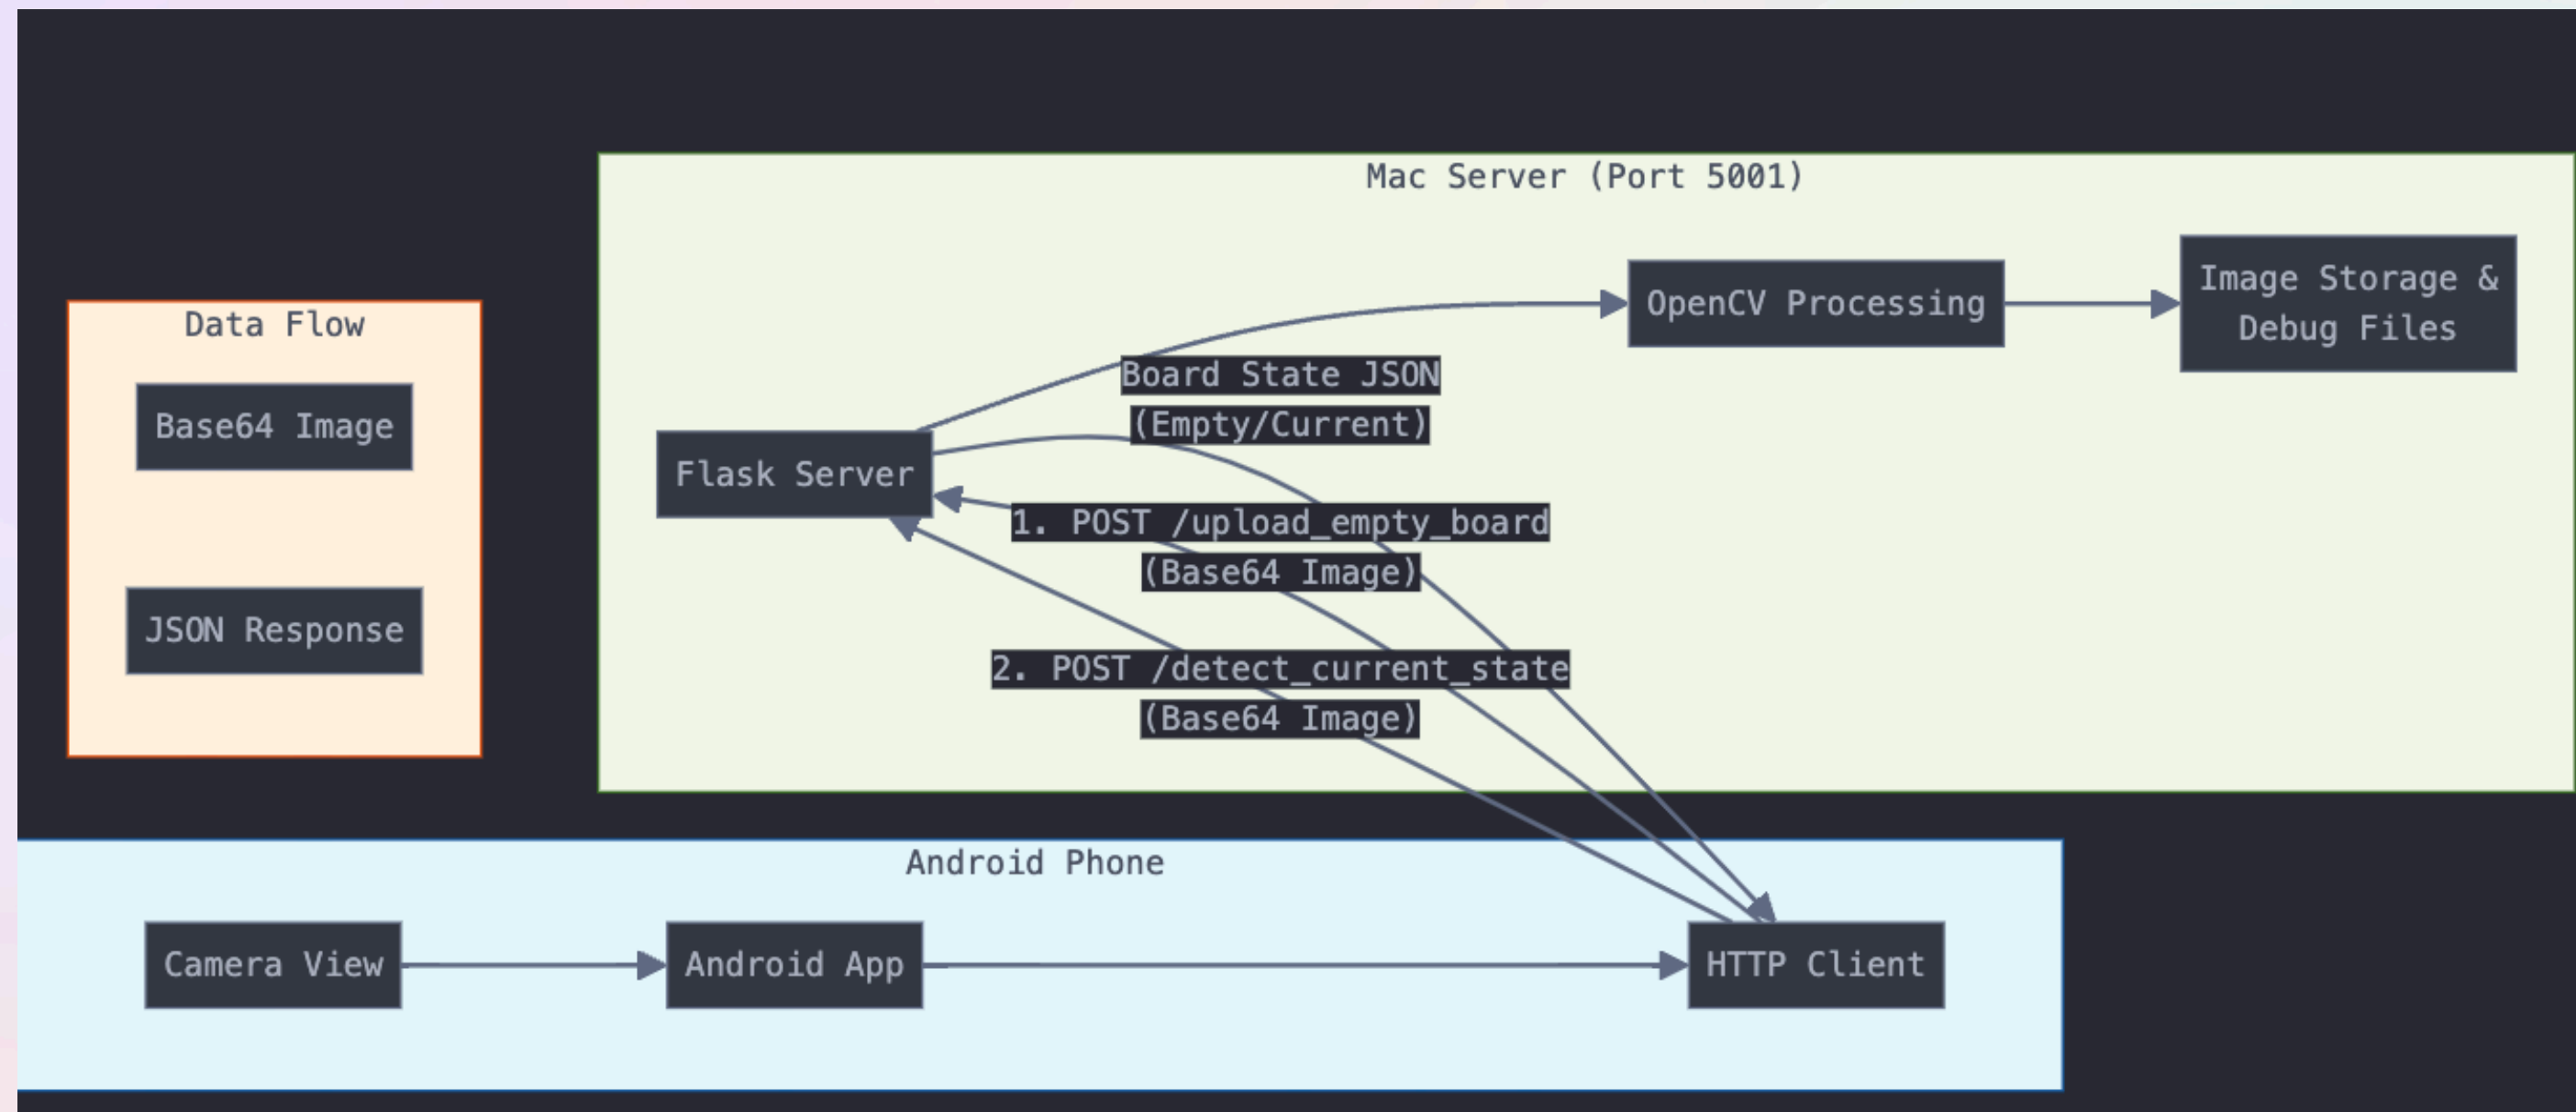 Mac Server (Port 5001)
Image Storage &
Debug Files
OpenCV Processing
Data Flow
Base64 Image
JSON Response
Board State JSON
(Empty/Current)
Flask Server
1. POST /upload_empty_board
(Base64 Image)
2. POST /detect_current_state
(Base64 Image)
Android Phone
Camera View
Android App
HTTP Client